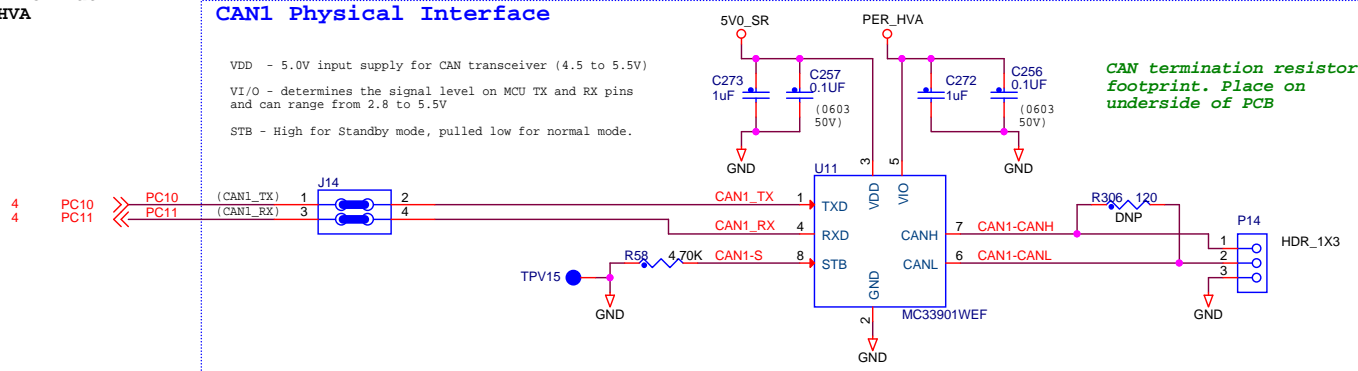 HVA
CAN1 Physical Interface
VDD - 5.0V input supply for CAN transceiver (4.5 to 5.5V)
VI/O - determines the signal level on MCU TX and RX pins
and can range from 2.8 to 5.5V
STB - High for Standby mode, pulled low for normal mode.
5V0_SR
PER_HVA
C273
1uF
C257
0.1UF
(0603
50V)
C272
1uF
C256
0.1UF
(0603
50V)
GND
GND
CAN termination resistor
footprint. Place on
underside of PCB
4 PC10 PC10 (CAN1_TX) 1 J14 2 CAN1_TX 1 TXD
4 PC11 PC11 (CAN1_RX) 3 4 CAN1_RX 4 RXD
TPV15 R58 4.70K CAN1-S 8 STB
GND
U11
3 VDD
5 VIO
CANH 7 CAN1-CANH
CANL 6 CAN1-CANL
GND 2
MC33901WEF
GND
R306 120
DNP
P14
1
2
3
HDR_1X3
GND